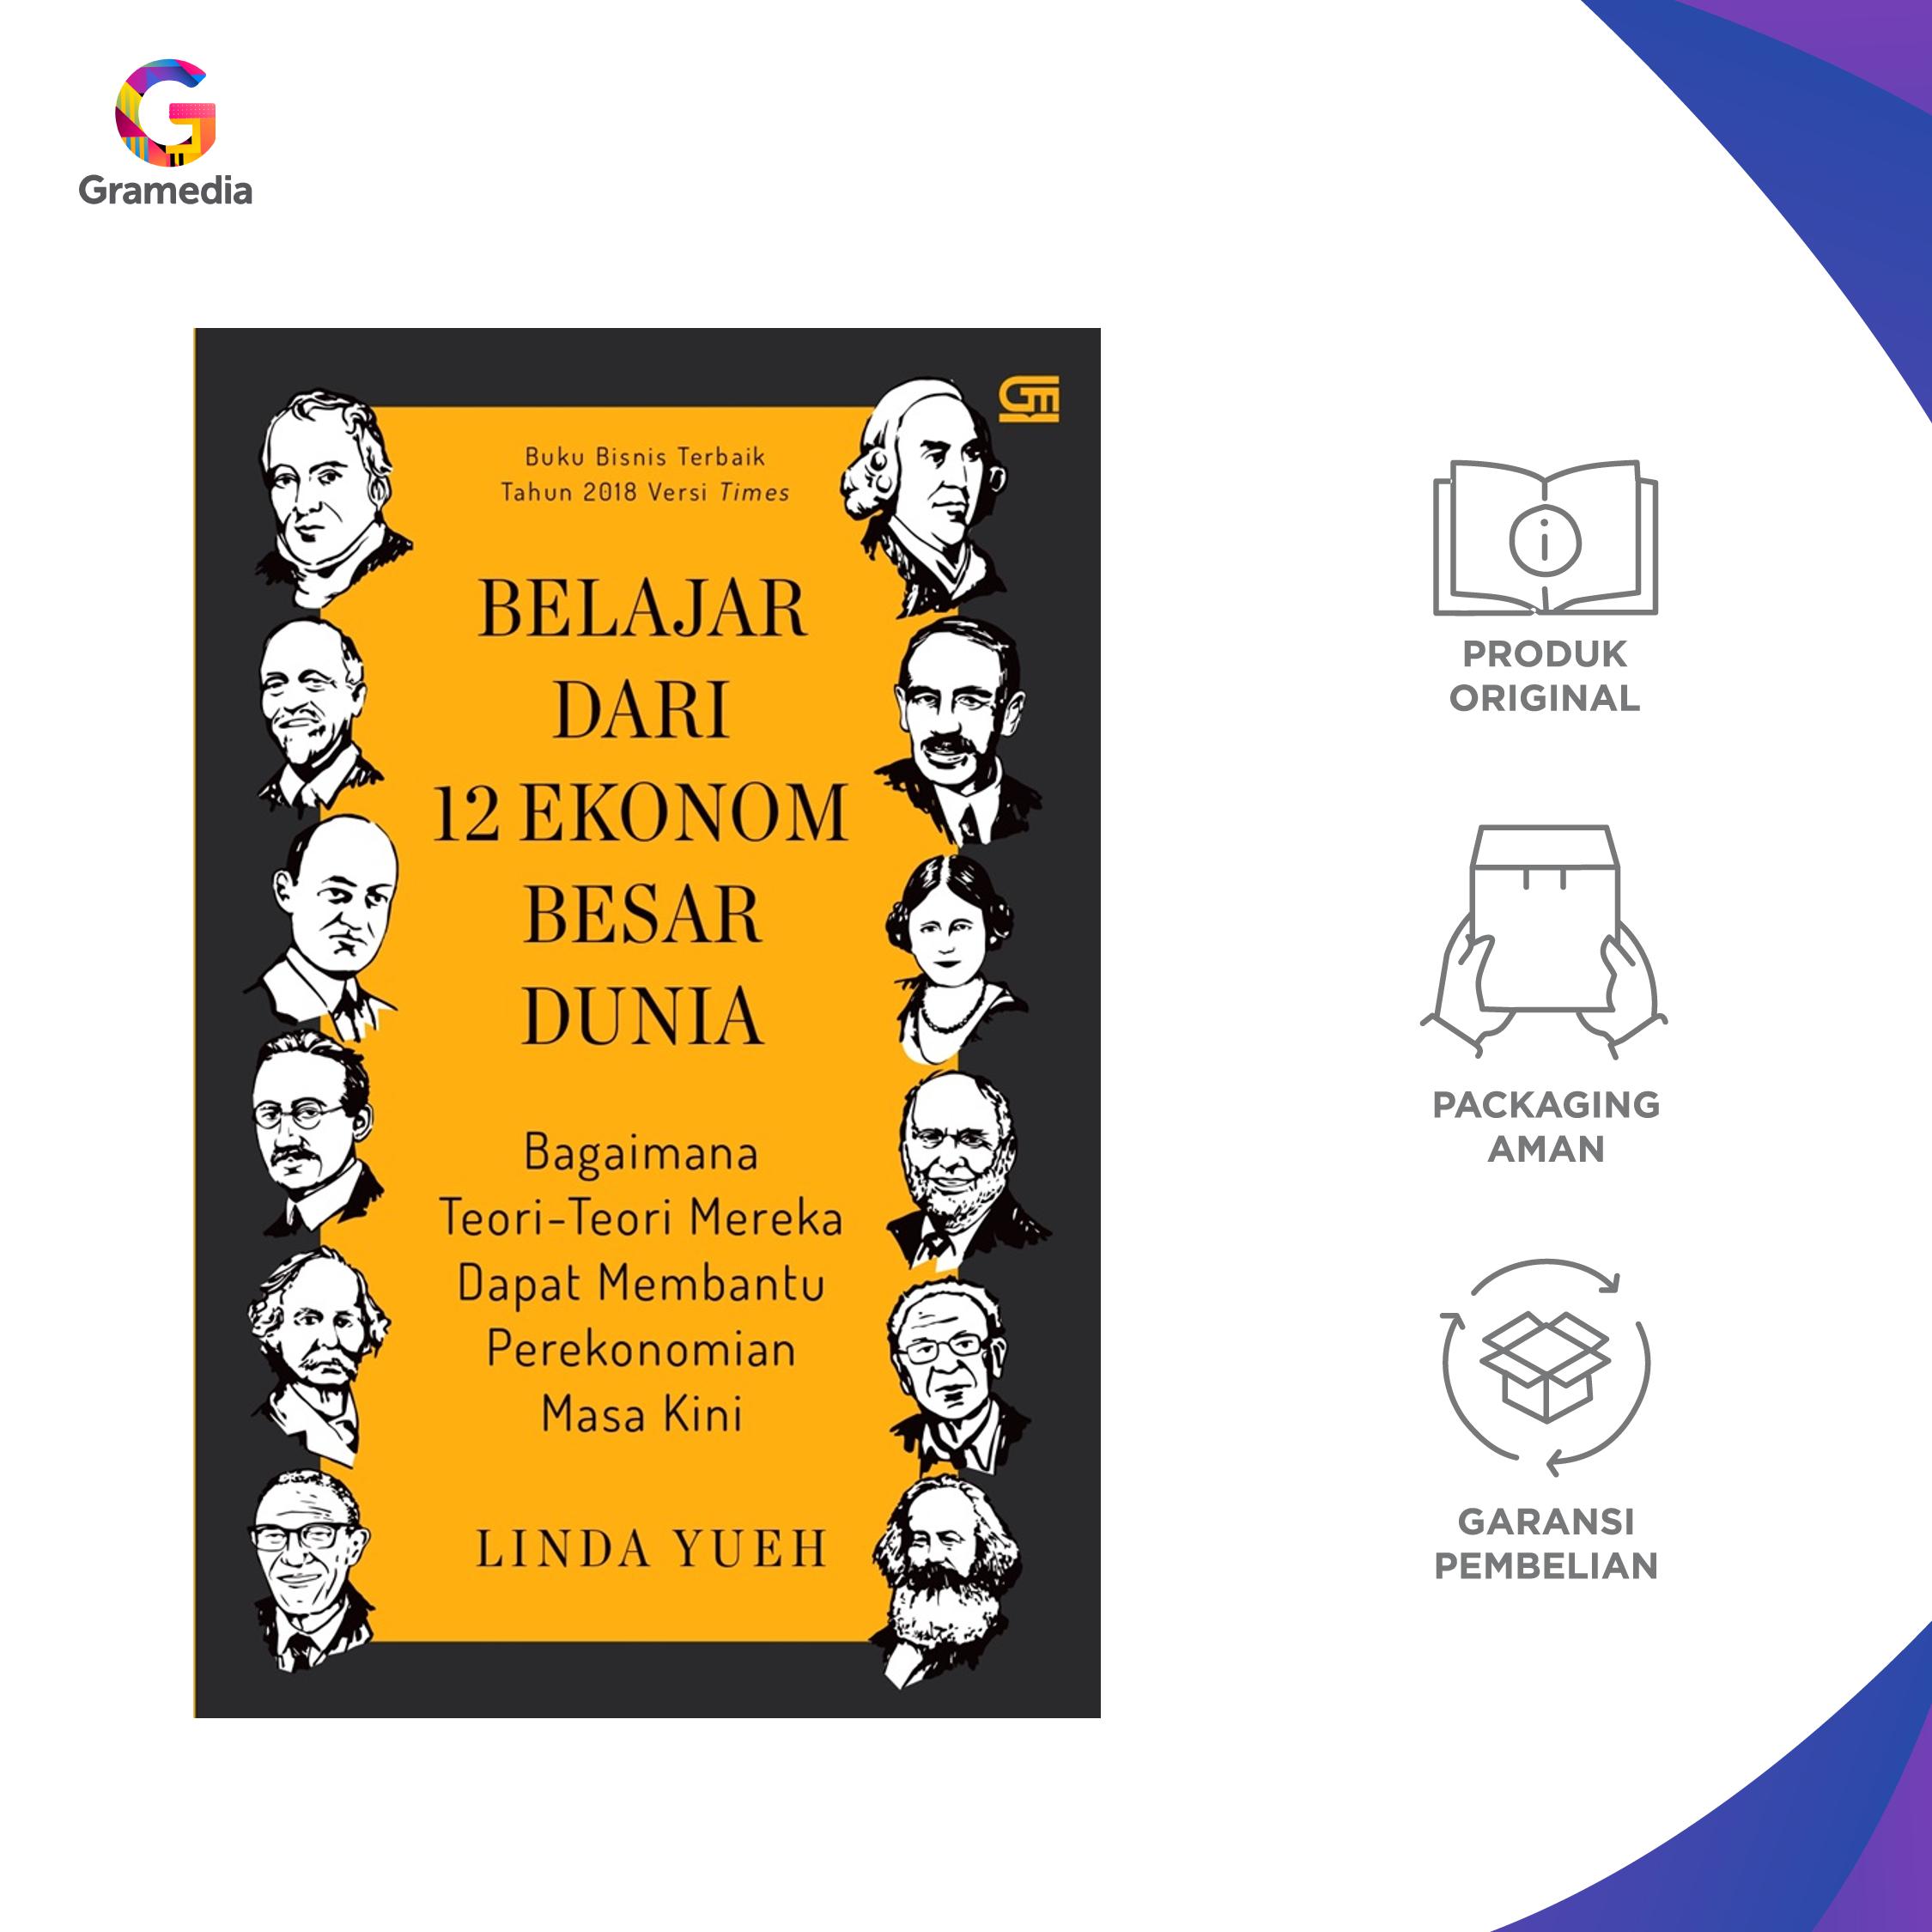 Gramedia
Gm
Buku Bisnis Terbaik
Tahun 2018 Versi Times
BELAJAR
DARI
12 EKONOM
BESAR
DUNIA
Bagaimana
Teori-Teori Mereka
Dapat Membantu
Perekonomian
Masa Kini
LINDA YUEH
PRODUK
ORIGINAL
PACKAGING
AMAN
GARANSI
PEMBELIAN